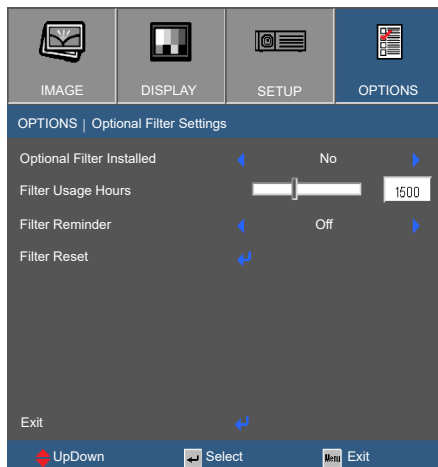 IMAGE DISPLAY SETUP OPTIONS
OPTIONS | Optional Filter Settings
Optional Filter Installed No
Filter Usage Hours 1500
Filter Reminder Off
Filter Reset
Exit
UpDown Select Menu Exit